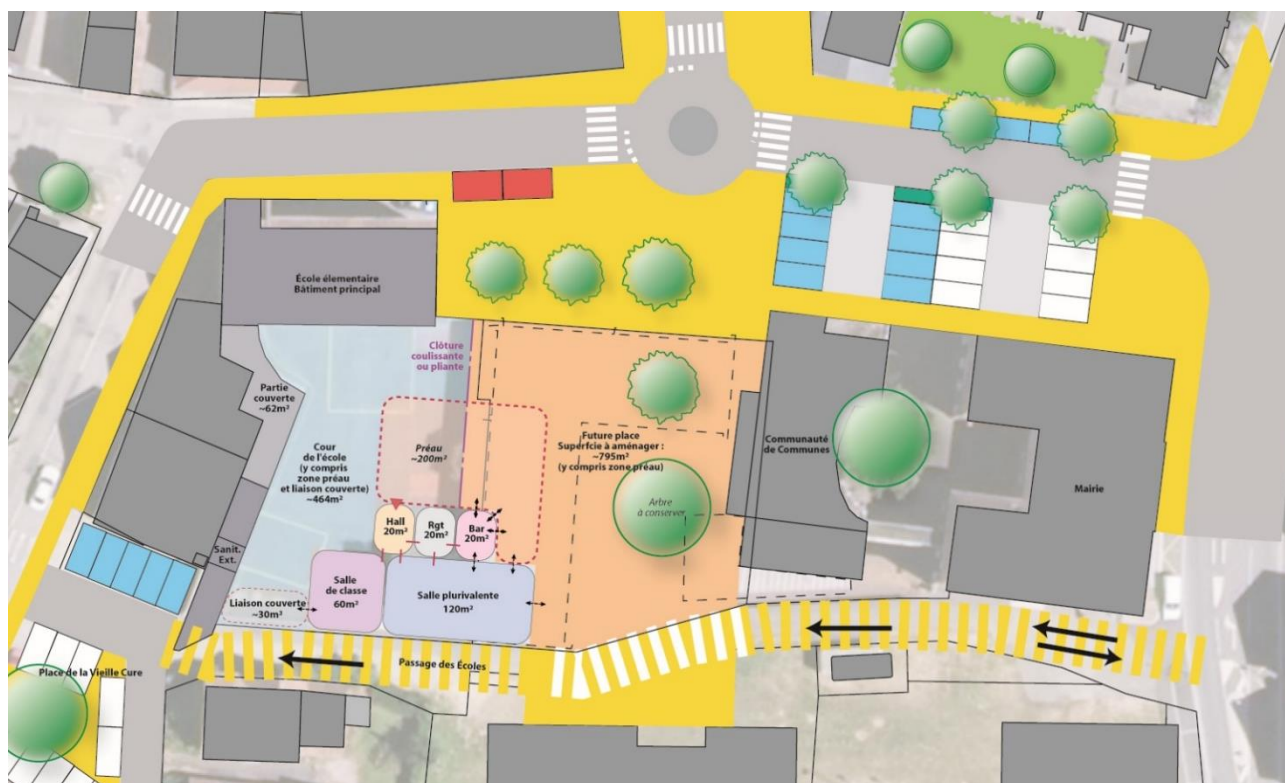 École élementaire
Bâtiment principal
Clôture
coulissante
ou pliante
Partie
couverte
~62m²
Cour
de l'école
(y compris
zone préau
et liaison couverte)
~464m²
Préau
~200m²
Future place
Superfcie à aménager :
~795m²
(y compris zone préau)
Communauté
de Communes
Mairie
Arbre
à conserver
Hall
20m²
Rgt
20m²
Bar
20m²
Sanit.
Ext.
Salle
de classe
60m²
Salle plurivalente
120m²
Liaison couverte
~30m²
Passage des Écoles
Place de la Vieille Cure